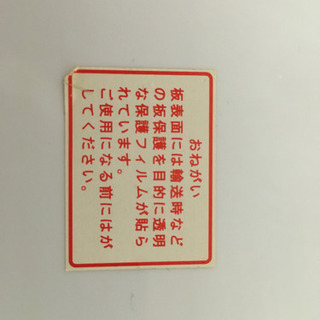 おねがい
板表面には輸送時など
の板保護を目的に透明
な保護フィルムが貼ら
れています。
ご使用になる前にはが
してください。